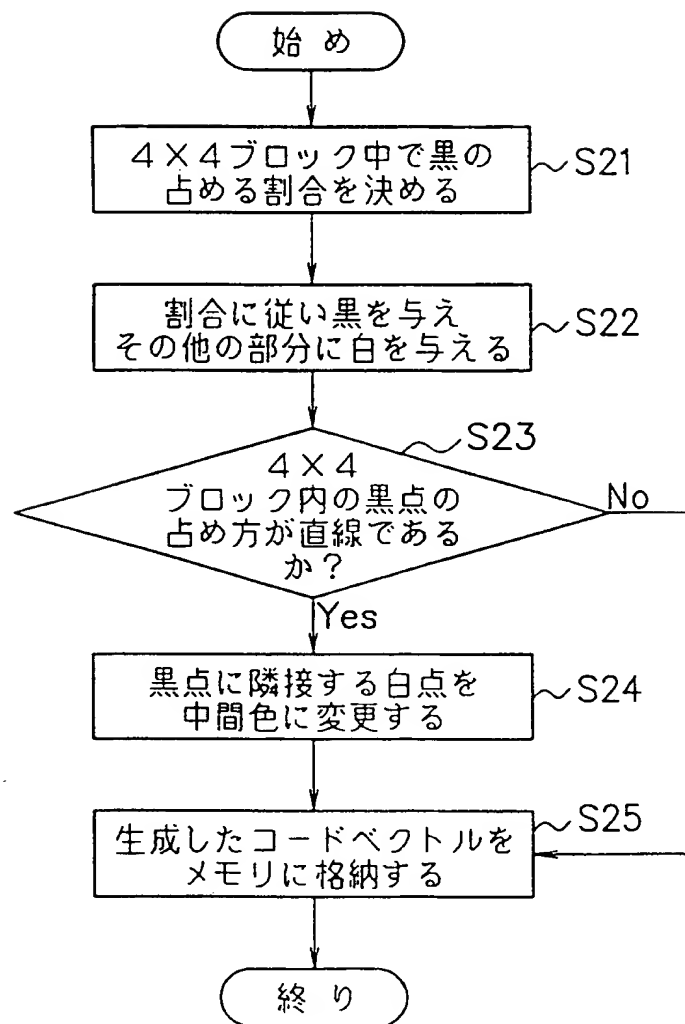 始め
４×４ブロック中で黒の
占める割合を決める
S21
割合に従い黒を与え
その他の部分に白を与える
S22
S23
４×４
ブロック内の黒点の
占め方が直線である
か？
No
Yes
黒点に隣接する白点を
中間色に変更する
S24
生成したコードベクトルを
メモリに格納する
S25
終り